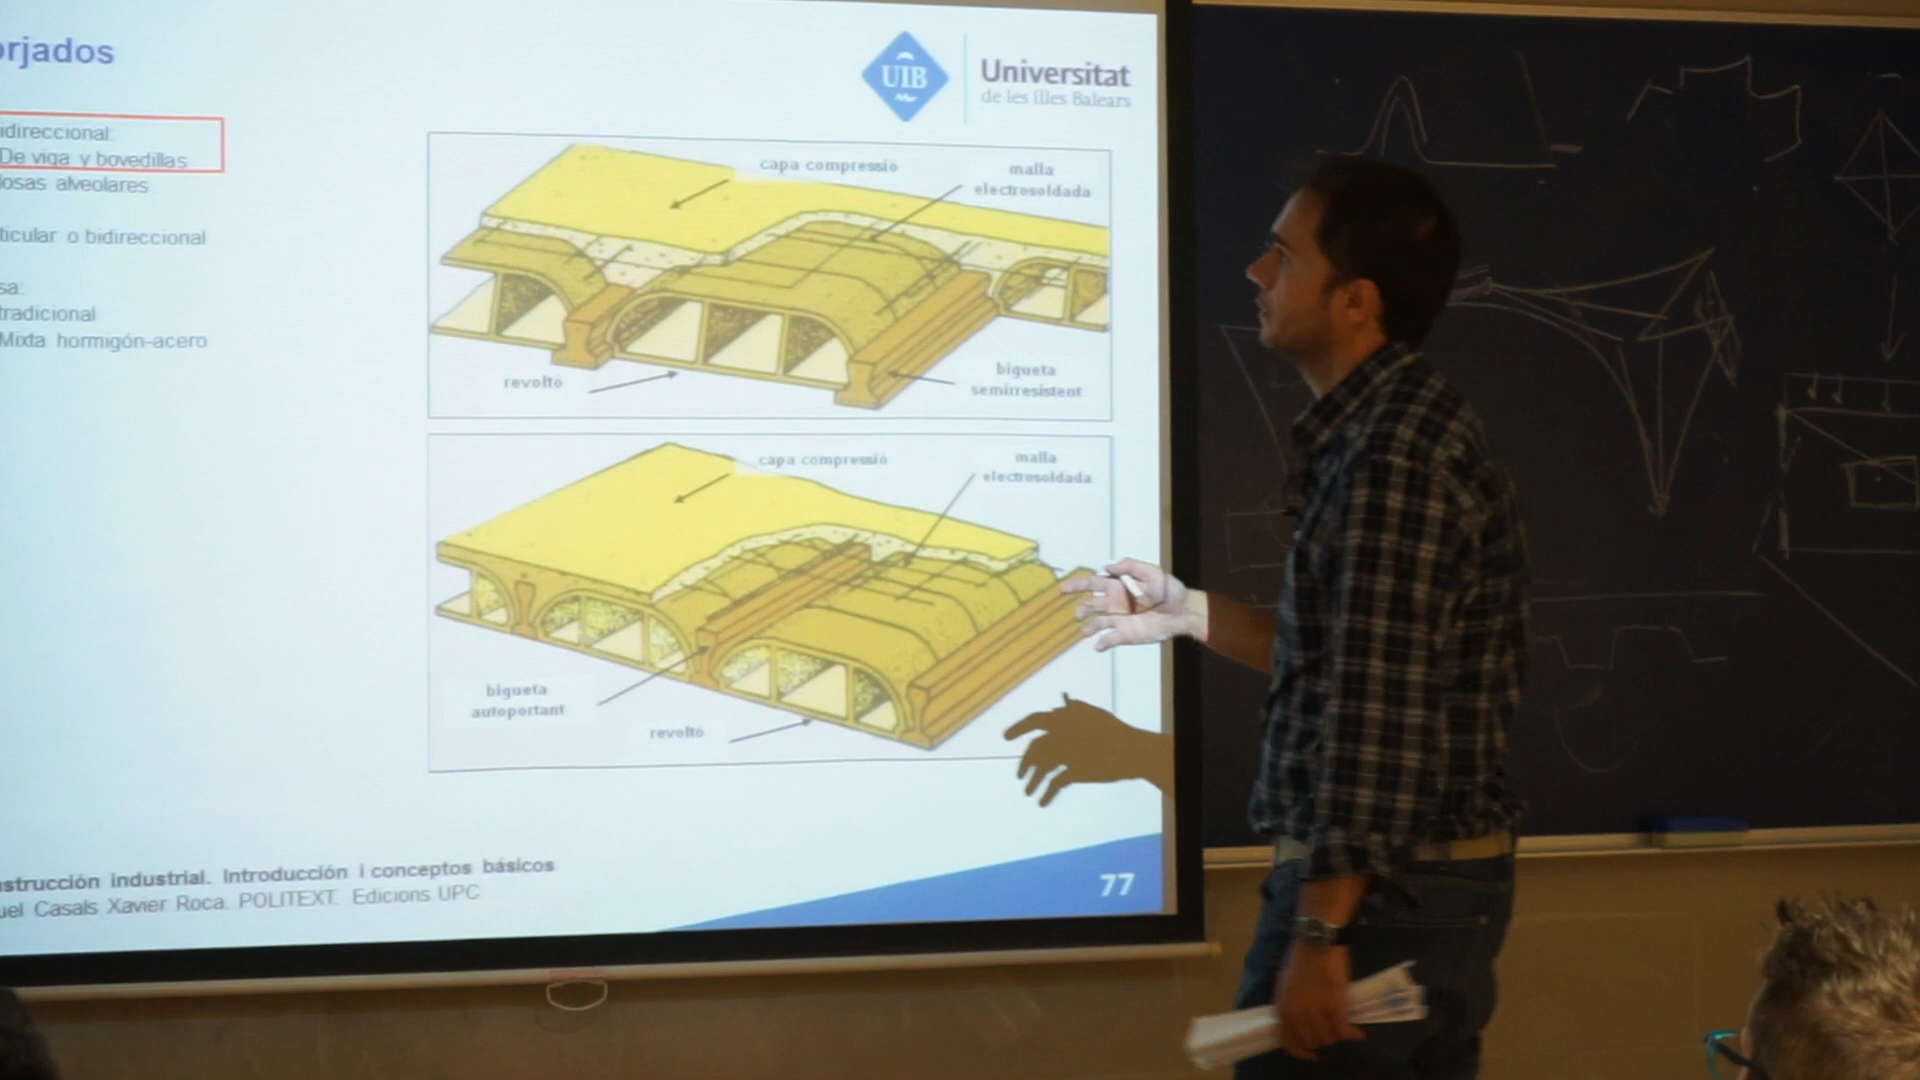 orjados
UIB
Universitat
de les Illes Balears
idireccional:
De viga y bovedillas
losas alveolares
ticular o bidireccional
sa:
tradicional
Mixta hormigón-acero
capa compressió
malla
electrosoldada
revoltó
bigueta
semirresistent
capa compressió
malla
electrosoldada
bigueta
autoportant
revoltó
nstrucción industrial. Introducción i conceptos básicos
uel Casals Xavier Roca. POLITEXT. Edicions UPC
77